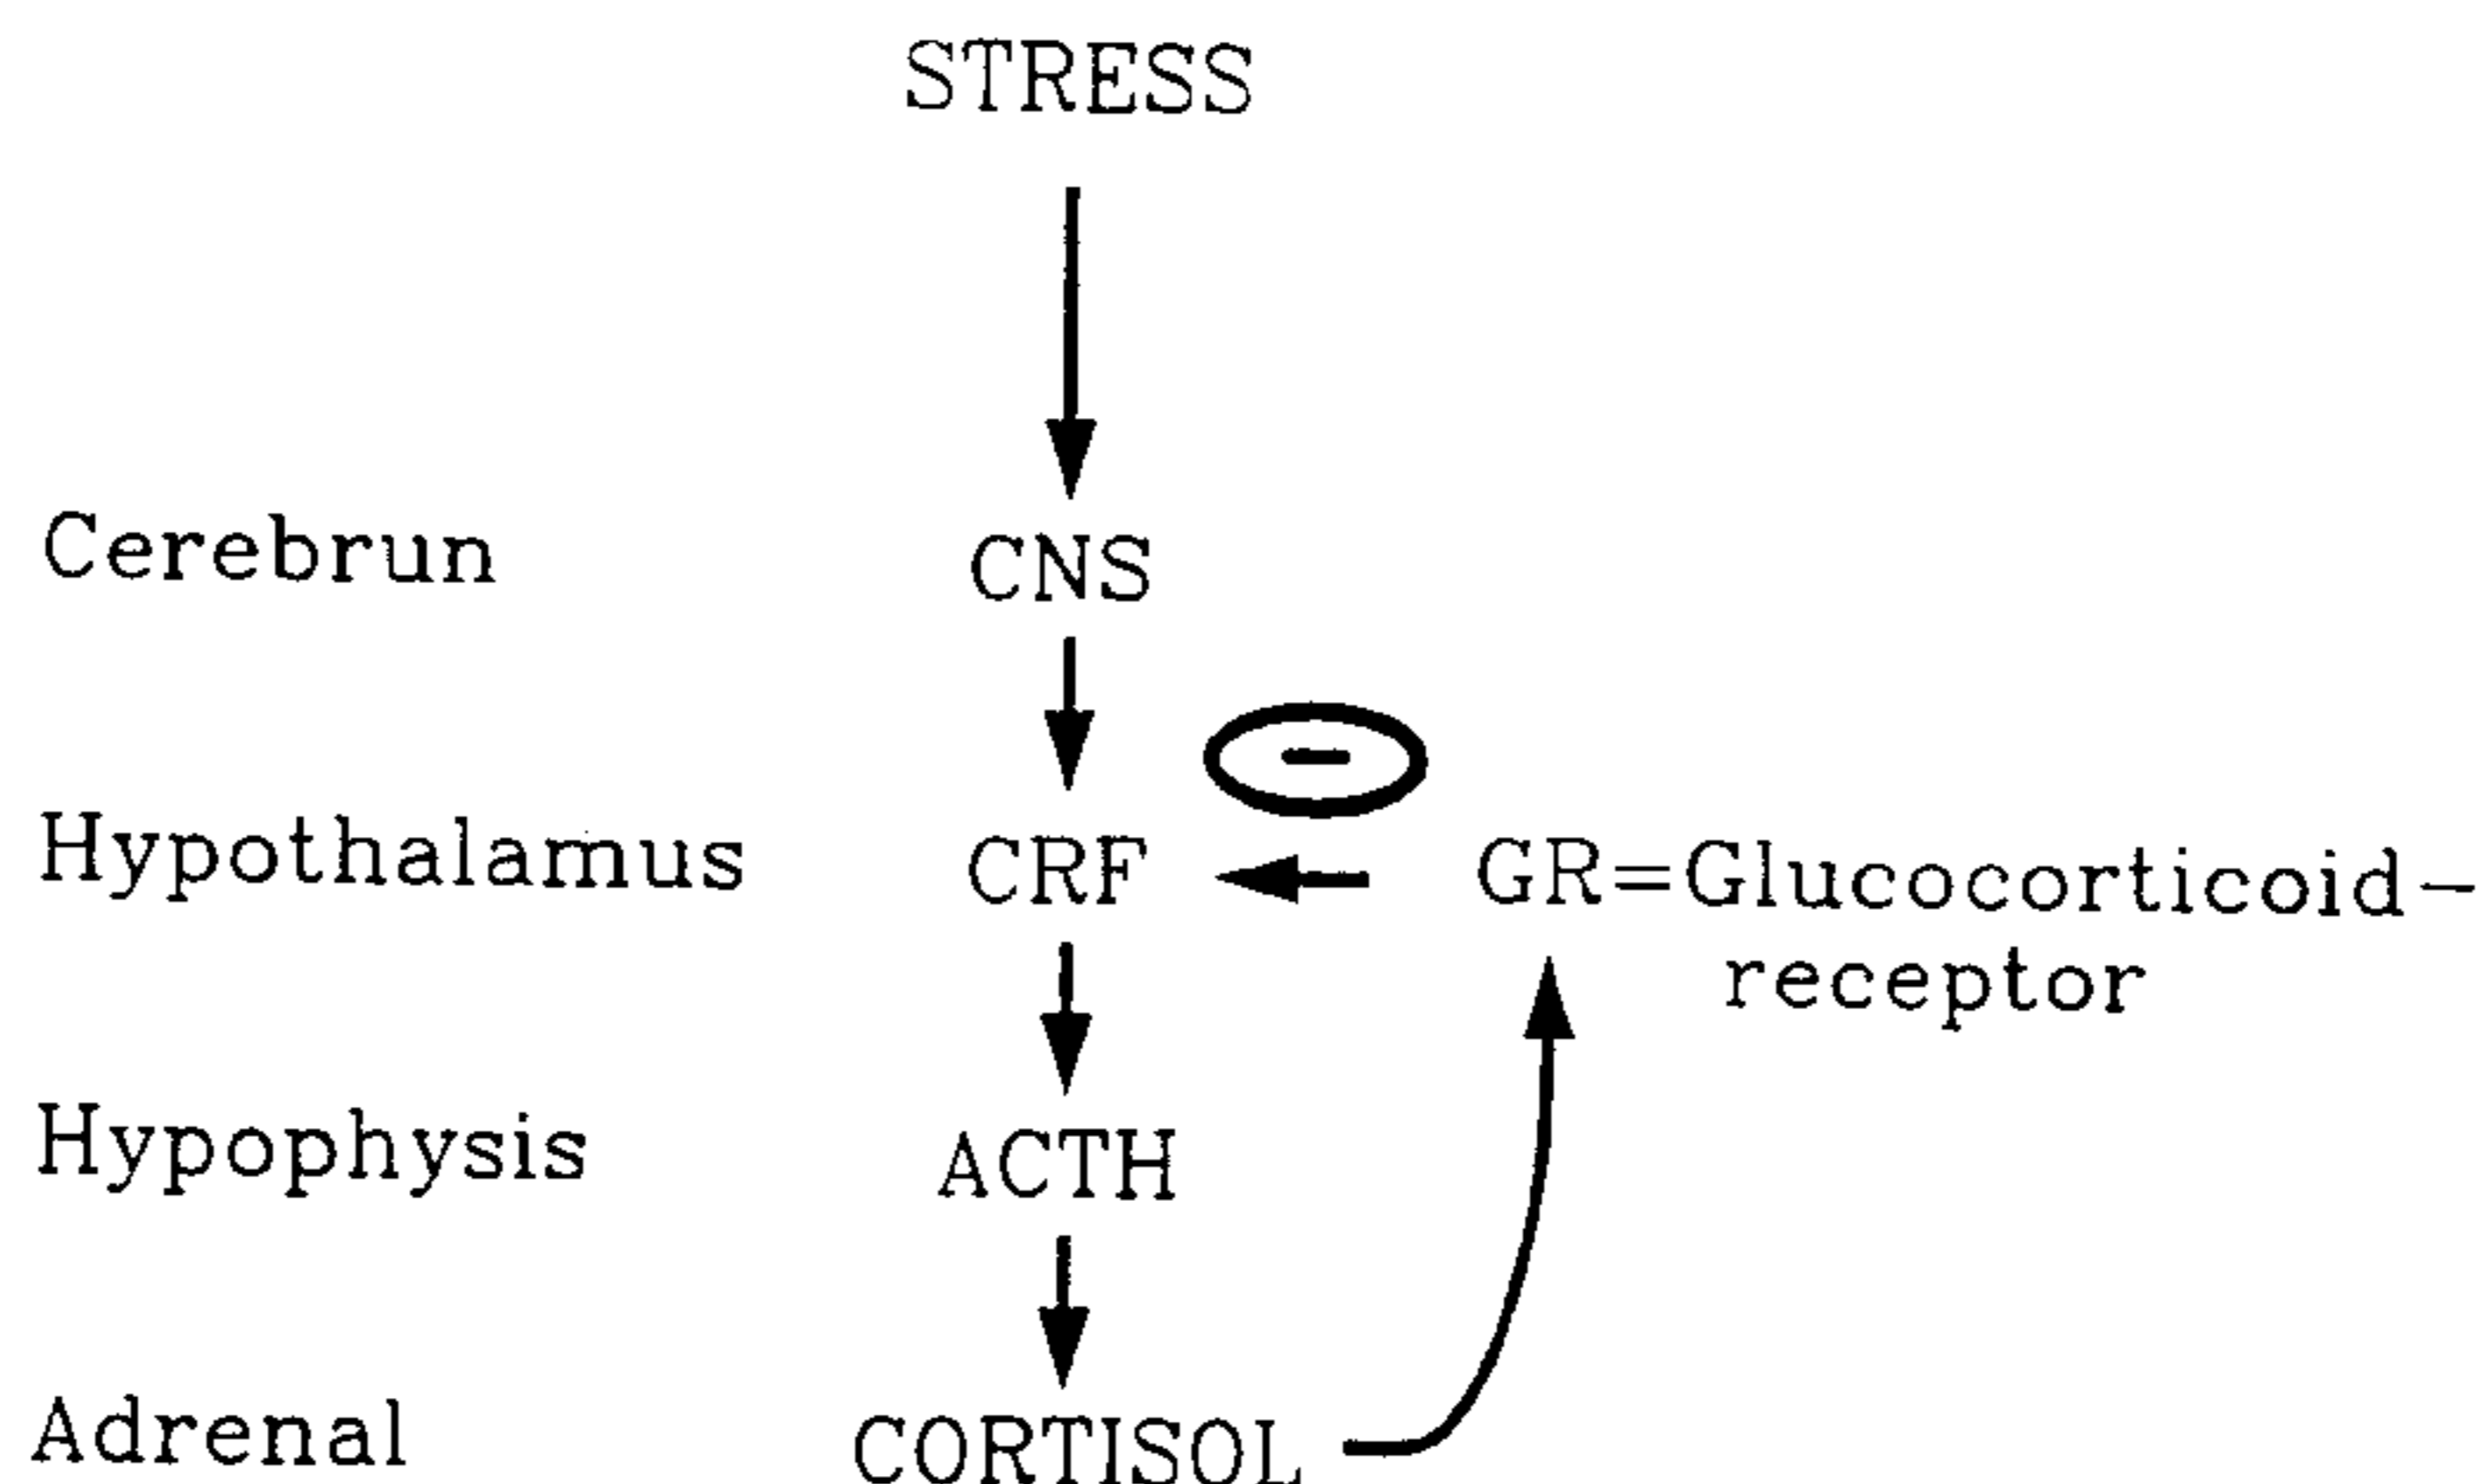 STRESS
Cerebrun CNS
−
Hypothalamus CRF GR=Glucocorticoid-
receptor
Hypophysis ACTH
Adrenal CORTISOL